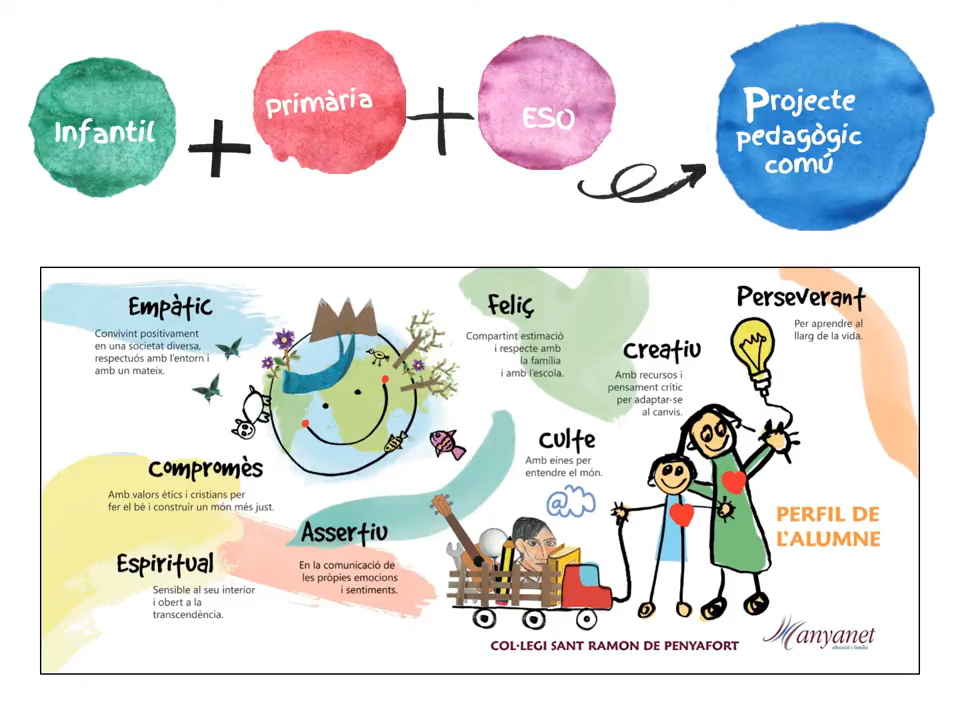 Infantil
primària
ESO
Projecte
pedagògic
comú
Empàtic
Convivint positivament
en una societat diversa,
respectuós amb l'entorn i
amb un mateix.
Feliç
Compartint estimació
i respecte amb
la família
i amb l'escola.
Creatiu
Amb recursos i
pensament crític
per adaptar-se
al canvis.
Perseverant
Per aprendre al
llarg de la vida.
Compromès
Amb valors ètics i cristians per
fer el bé i construir un món més just.
Culte
Amb eines per
entendre el món.
@
Assertiu
En la comunicació de
les pròpies emocions
i sentiments.
Espiritual
Sensible al seu interior
i obert a la
transcendència.
PERFIL DE
L'ALUMNE
COL·LEGI SANT RAMON DE PENYAFORT
Manyanet
educació i família